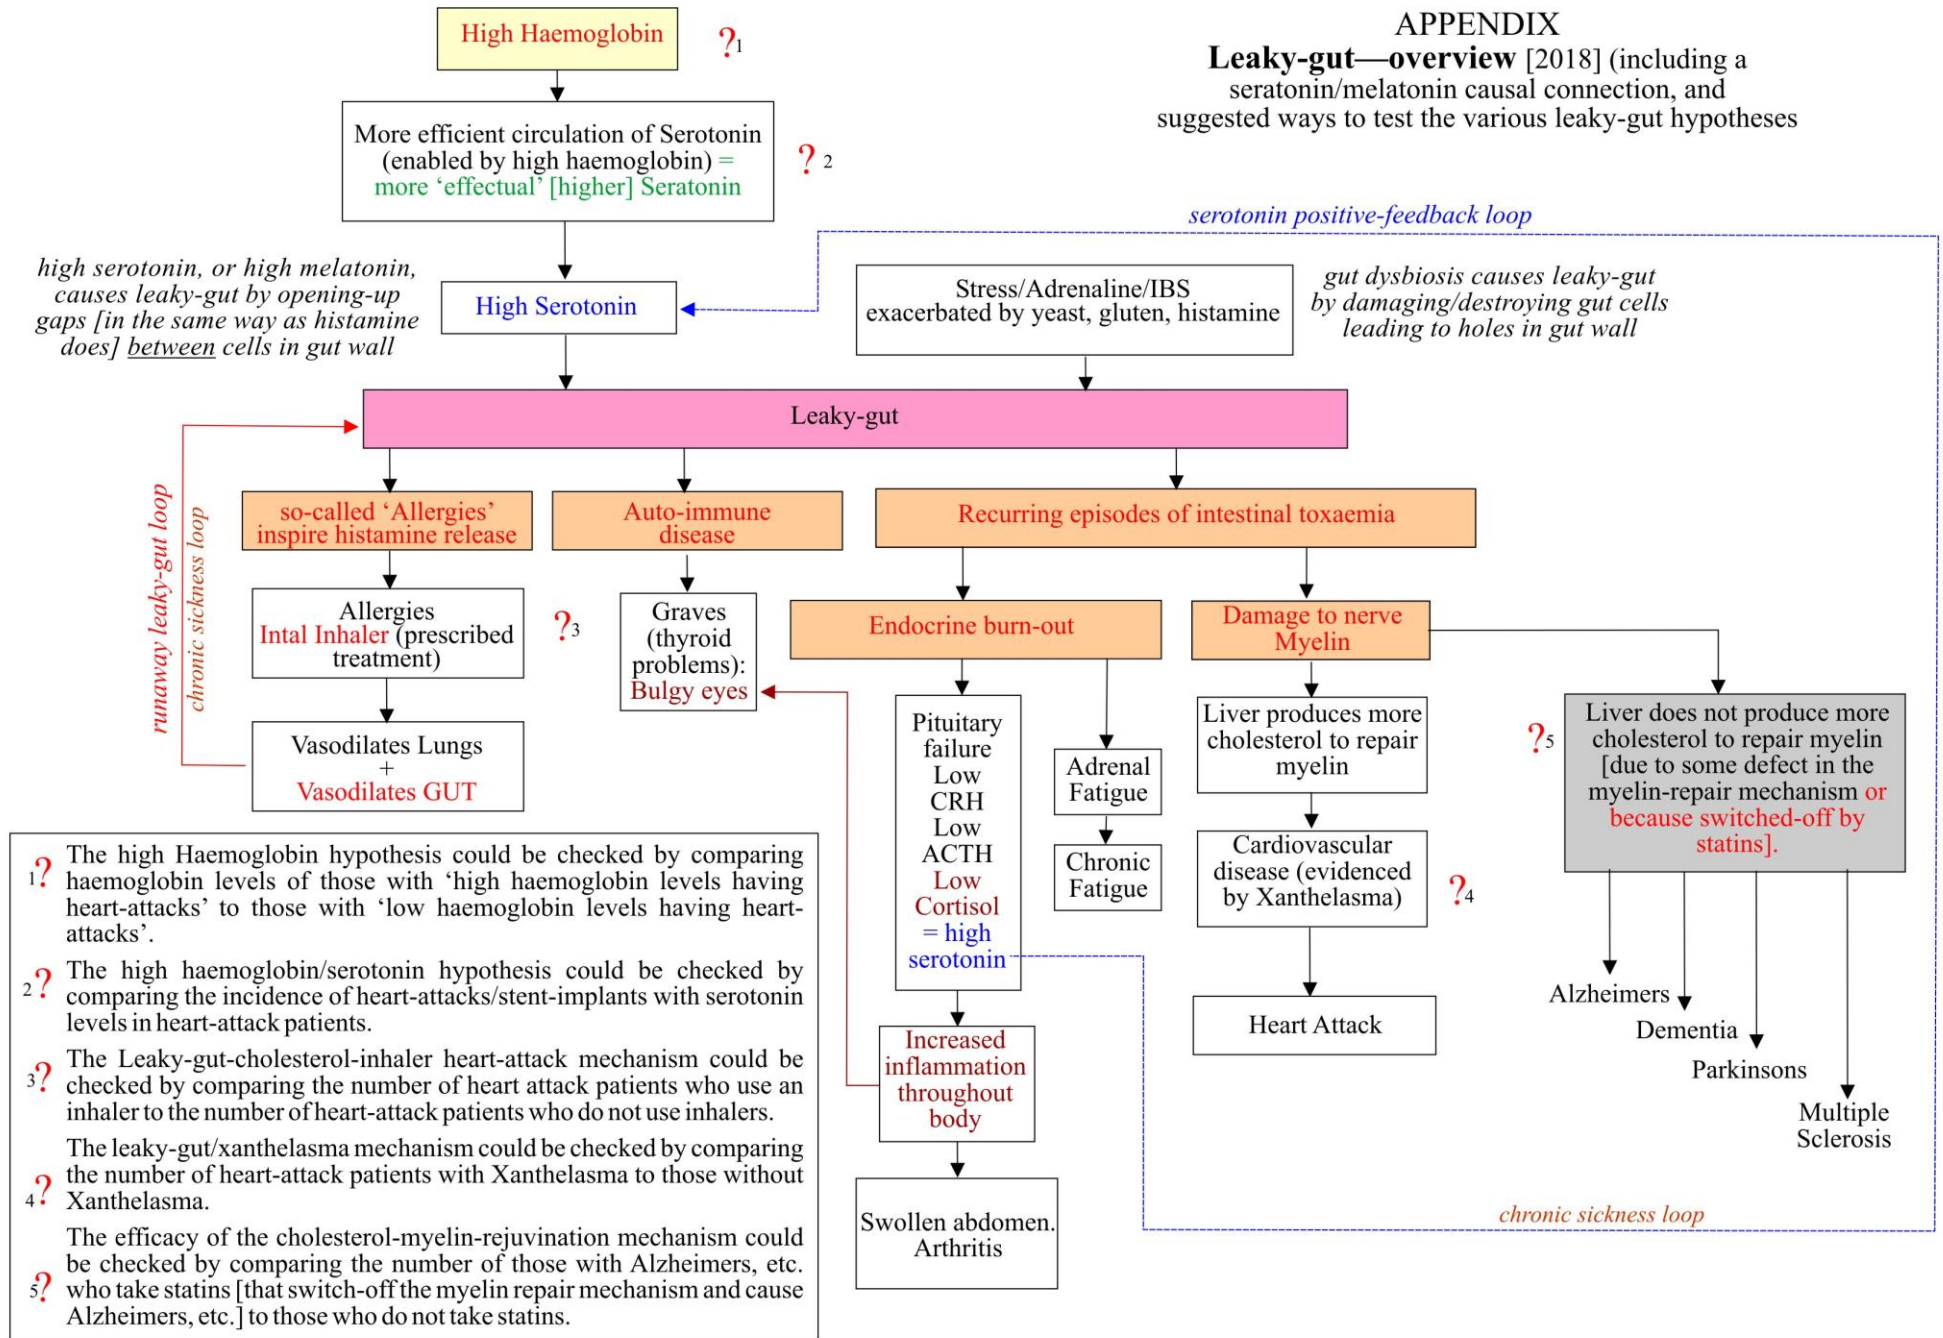 APPENDIX
Leaky-gut—overview [2018] (including a
seratonin/melatonin causal connection, and
suggested ways to test the various leaky-gut hypotheses
High Haemoglobin
?1
More efficient circulation of Serotonin
(enabled by high haemoglobin) =
more ‘effectual’ [higher] Seratonin
? 2
serotonin positive-feedback loop
high serotonin, or high melatonin,
causes leaky-gut by opening-up
gaps [in the same way as histamine
does] between cells in gut wall
High Serotonin
Stress/Adrenaline/IBS
exacerbated by yeast, gluten, histamine
gut dysbiosis causes leaky-gut
by damaging/destroying gut cells
leading to holes in gut wall
Leaky-gut
runaway leaky-gut loop
chronic sickness loop
so-called ‘Allergies’
inspire histamine release
Auto-immune
disease
Recurring episodes of intestinal toxaemia
Allergies
Intal Inhaler (prescribed
treatment)
?3
Graves
(thyroid
problems):
Bulgy eyes
Endocrine burn-out
Damage to nerve
Myelin
Vasodilates Lungs
+
Vasodilates GUT
Pituitary
failure
Low
CRH
Low
ACTH
Low
Cortisol
= high
serotonin
Adrenal
Fatigue
Chronic
Fatigue
Liver produces more
cholesterol to repair
myelin
?5
Liver does not produce more
cholesterol to repair myelin
[due to some defect in the
myelin-repair mechanism or
because switched-off by
statins].
Cardiovascular
disease (evidenced
by Xanthelasma)
?4
Heart Attack
Alzheimers
Dementia
Parkinsons
Multiple
Sclerosis
Increased
inflammation
throughout
body
Swollen abdomen.
Arthritis
chronic sickness loop
1? The high Haemoglobin hypothesis could be checked by comparing
haemoglobin levels of those with ‘high haemoglobin levels having
heart-attacks’ to those with ‘low haemoglobin levels having heart-
attacks’.
2? The high haemoglobin/serotonin hypothesis could be checked by
comparing the incidence of heart-attacks/stent-implants with serotonin
levels in heart-attack patients.
3? The Leaky-gut-cholesterol-inhaler heart-attack mechanism could be
checked by comparing the number of heart attack patients who use an
inhaler to the number of heart-attack patients who do not use inhalers.
4? The leaky-gut/xanthelasma mechanism could be checked by comparing
the number of heart-attack patients with Xanthelasma to those without
Xanthelasma.
5? The efficacy of the cholesterol-myelin-rejuvination mechanism could
be checked by comparing the number of those with Alzheimers, etc.
who take statins [that switch-off the myelin repair mechanism and cause
Alzheimers, etc.] to those who do not take statins.